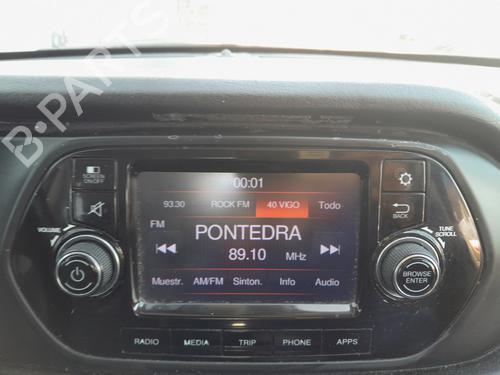 B-PARTS
00:01
SCREEN ON/OFF
93.30 ROCK FM 40 VIGO Todo
FM
PONTEDRA
89.10 MHz
Muestr. AM/FM Sinton. Info Audio
VOLUME
BACK
TUNE SCROLL
BROWSE ENTER
RADIO MEDIA TRIP PHONE APPS